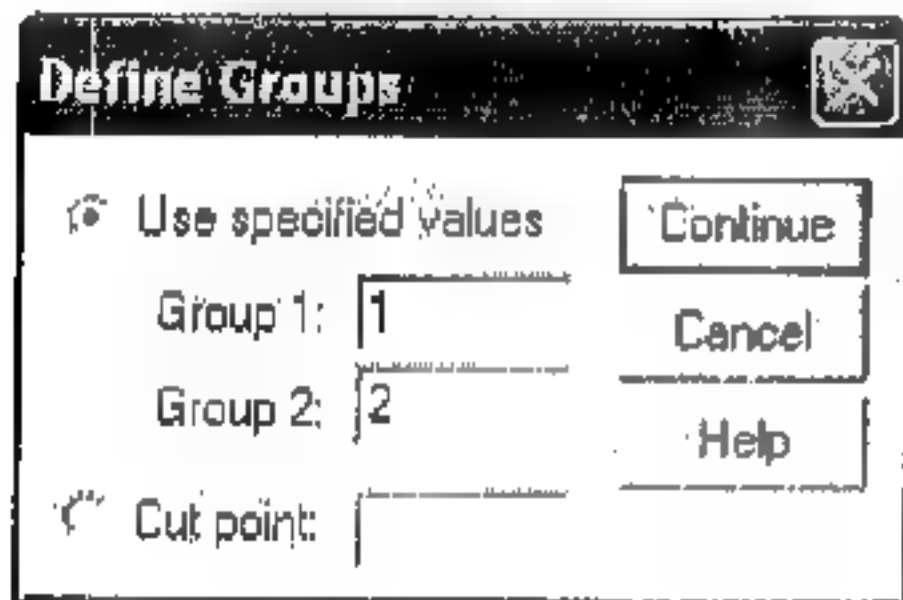 Define Groups
Use specified values
Group 1: 1
Group 2: 2
Cut point:
Continue
Cancel
Help